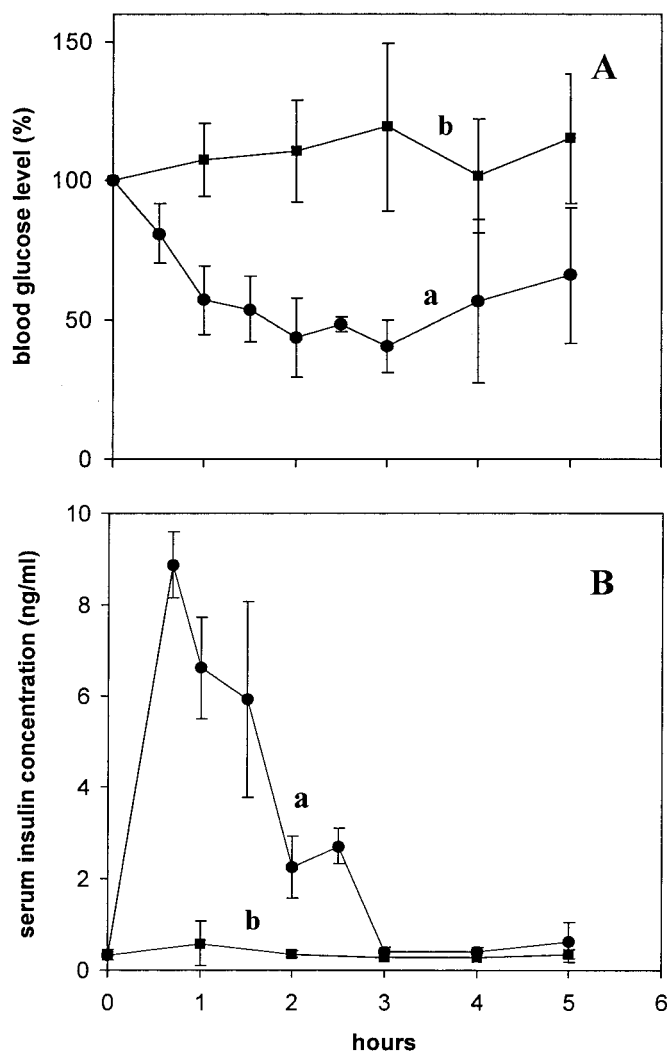 150
100
50
0
blood glucose level (%)
A
b
a
10
8
6
4
2
0
serum insulin concentration (ng/ml)
B
a
b
0 1 2 3 4 5 6
hours